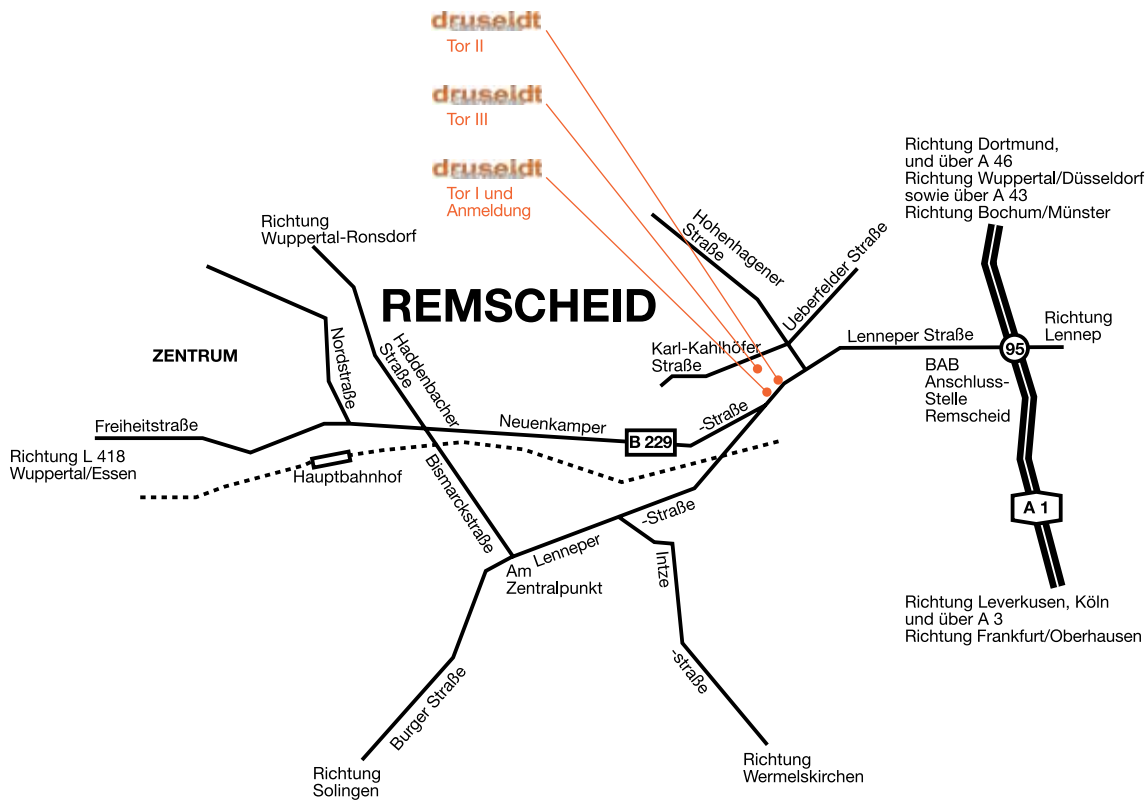 druseidt
Tor II
druseidt
Tor III
druseidt
Tor I und
Anmeldung
Richtung Dortmund,
und über A 46
Richtung Wuppertal/Düsseldorf
sowie über A 43
Richtung Bochum/Münster
Richtung
Wuppertal-Ronsdorf
Hohenhagener
Straße
Ueberfelder Straße
REMSCHEID
ZENTRUM
Nordstraße
Haddenbacher
Straße
Karl-Kahlhöfer
Straße
Lenneper Straße
95
Richtung
Lennep
BAB
Anschluss-
Stelle
Remscheid
Freiheitstraße
Neuenkamper
B 229
-Straße
Richtung L 418
Wuppertal/Essen
Hauptbahnhof
Bismarckstraße
A 1
Am
Zentralpunkt
Lenneper
-Straße
Intze
-straße
Richtung Leverkusen, Köln
und über A 3
Richtung Frankfurt/Oberhausen
Burger Straße
Richtung
Solingen
Richtung
Wermelskirchen